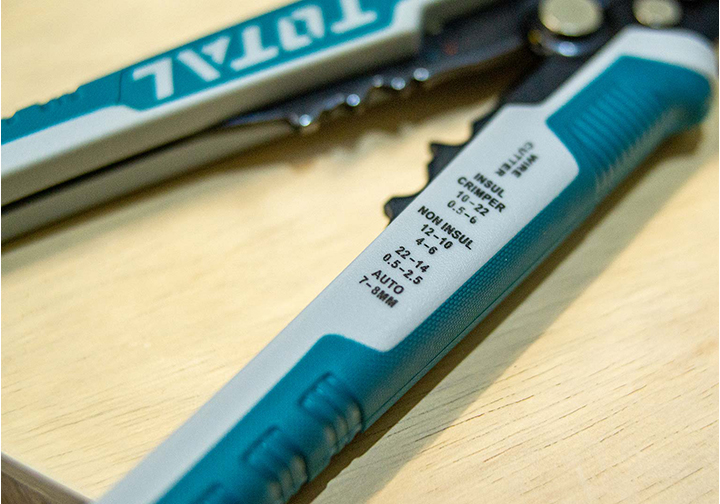 TOTAL
WIRE
CUTTER
INSUL
CRIMPER
10-22
0.5-6
NON INSUL
12-10
4-6
22-14
0.5-2.5
AUTO
7-8MM